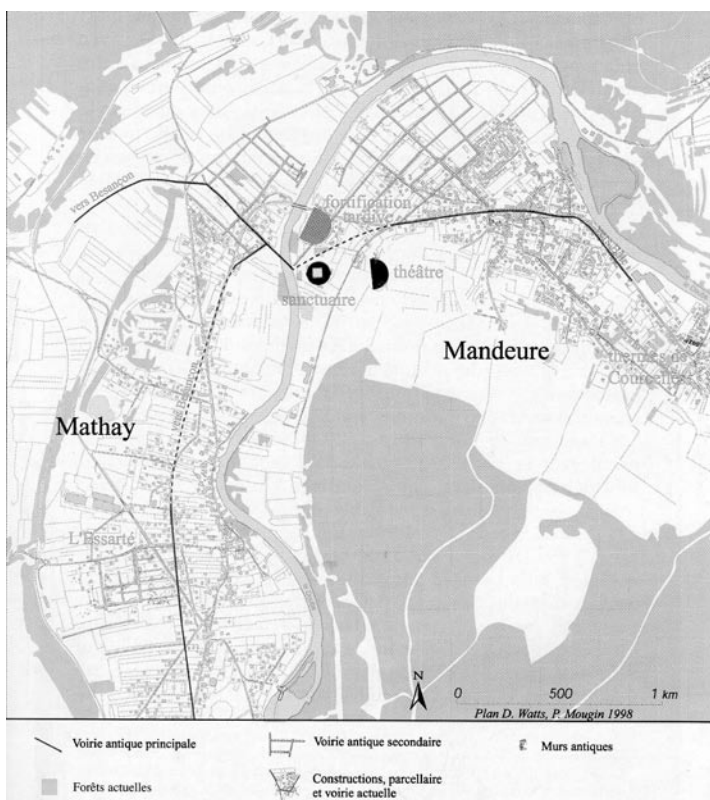 vers Besançon
fortification
tardive
théâtre
sanctuaire
Mandeure
thermes de
Courcelles
vers
Mathay
L'Essarté
N
0 500 1 km
Plan D. Watts, P. Mougin 1998
Voirie antique principale
Voirie antique secondaire
Murs antiques
Forêts actuelles
Constructions, parcellaire
et voirie actuelle